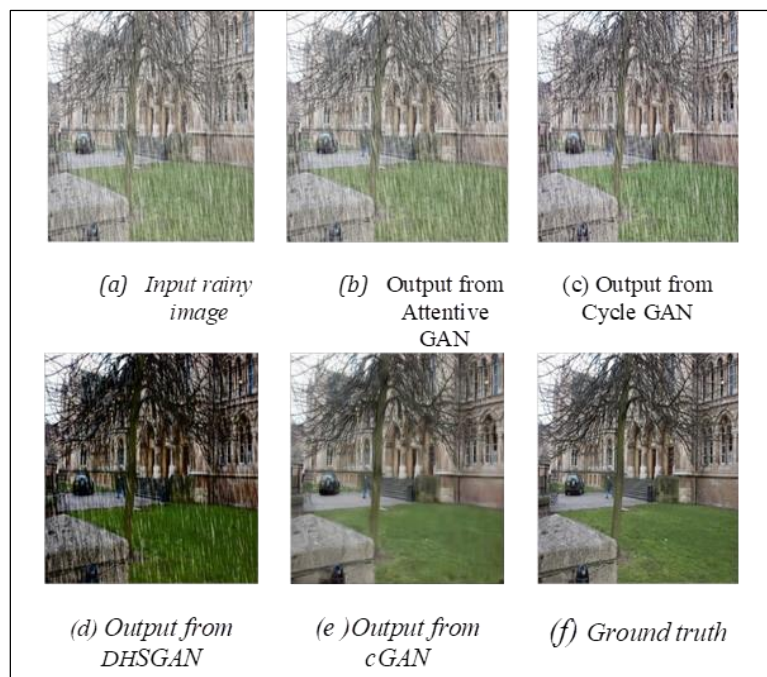 (a) Input rainy
image
(b) Output from
Attentive
GAN
(c) Output from
Cycle GAN
(d) Output from
DHSGAN
(e )Output from
cGAN
(f) Ground truth